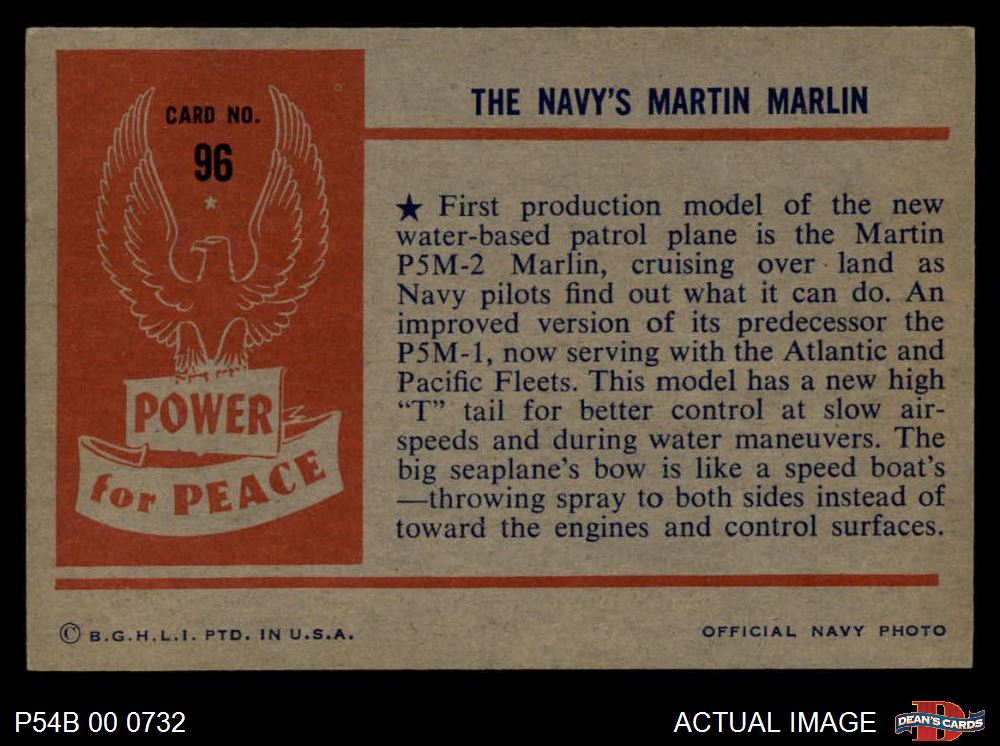 CARD NO.
96
POWER
for PEACE
THE NAVY'S MARTIN MARLIN
★ First production model of the new
water-based patrol plane is the Martin
P5M-2 Marlin, cruising over land as
Navy pilots find out what it can do. An
improved version of its predecessor the
P5M-1, now serving with the Atlantic and
Pacific Fleets. This model has a new high
“T” tail for better control at slow air-
speeds and during water maneuvers. The
big seaplane's bow is like a speed boat's
—throwing spray to both sides instead of
toward the engines and control surfaces.
© B.G.H.L.I. PTD. IN U.S.A.
OFFICIAL NAVY PHOTO
P54B 00 0732
ACTUAL IMAGE
D
DEAN'S CARDS